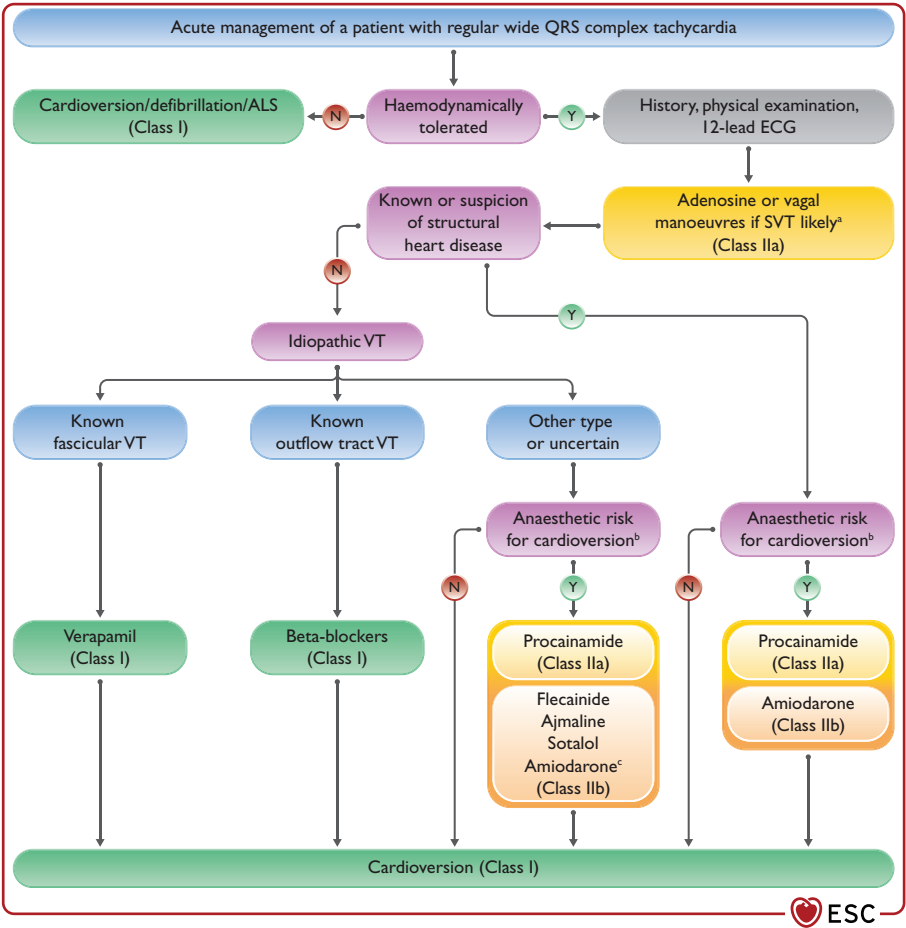 Acute management of a patient with regular wide QRS complex tachycardia
Cardioversion/defibrillation/ALS
(Class I)
N
Haemodynamically
tolerated
Y
History, physical examination,
12-lead ECG
Known or suspicion
of structural
heart disease
Adenosine or vagal
manoeuvres if SVT likelyᵃ
(Class IIa)
N
Y
Idiopathic VT
Known
fascicular VT
Known
outflow tract VT
Other type
or uncertain
Anaesthetic risk
for cardioversionᵇ
Anaesthetic risk
for cardioversionᵇ
N
Y
N
Y
Verapamil
(Class I)
Beta-blockers
(Class I)
Procainamide
(Class IIa)
Flecainide
Ajmaline
Sotalol
Amiodaroneᶜ
(Class IIb)
Procainamide
(Class IIa)
Amiodarone
(Class IIb)
Cardioversion (Class I)
ESC